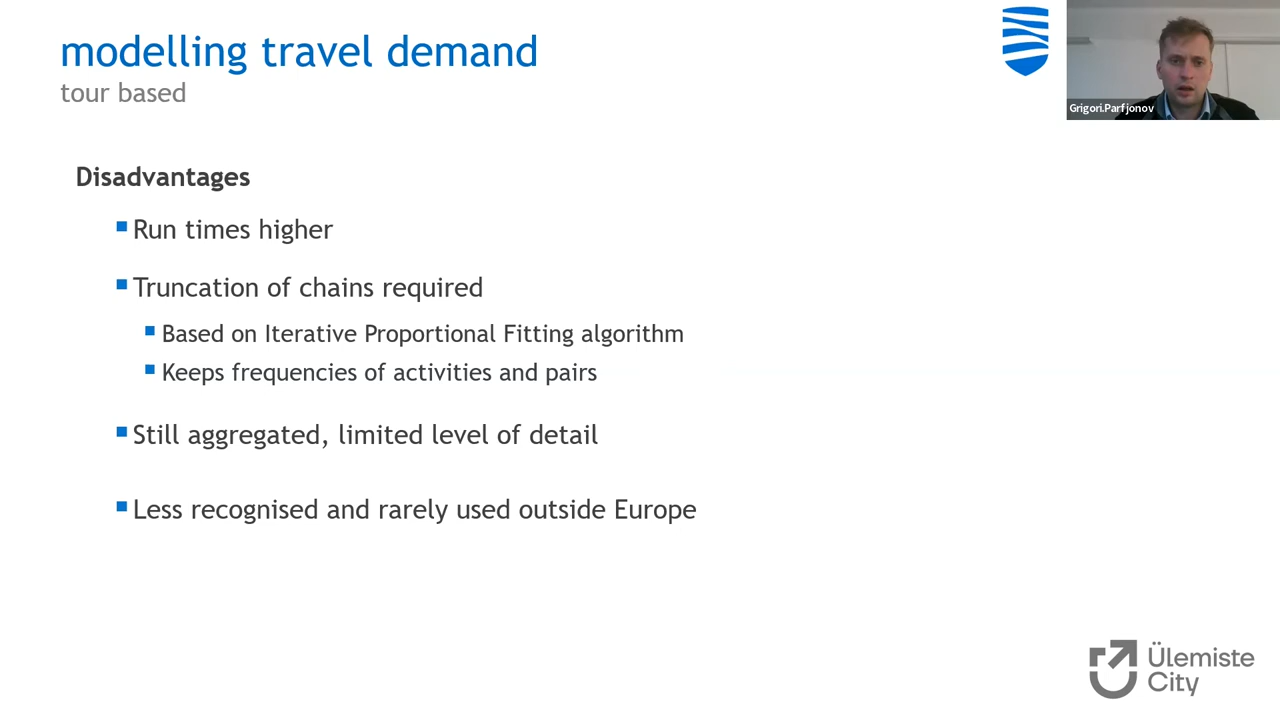 modelling travel demand
tour based
Grigori.Parfjonov
Disadvantages
Run times higher
Truncation of chains required
Based on Iterative Proportional Fitting algorithm
Keeps frequencies of activities and pairs
Still aggregated, limited level of detail
Less recognised and rarely used outside Europe
Ülemiste
City